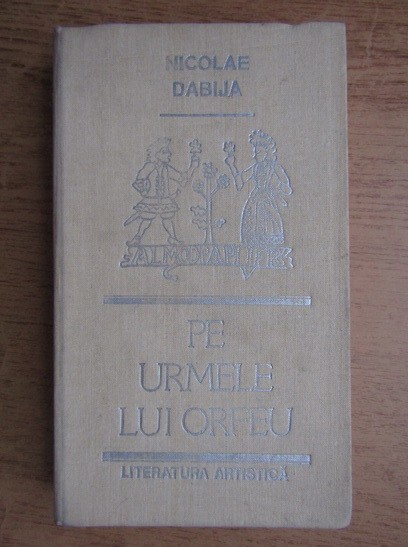 NICOLAE
DABIJA
PE
URMELE
LUI ORFEU
LITERATURA ARTISTICĂ